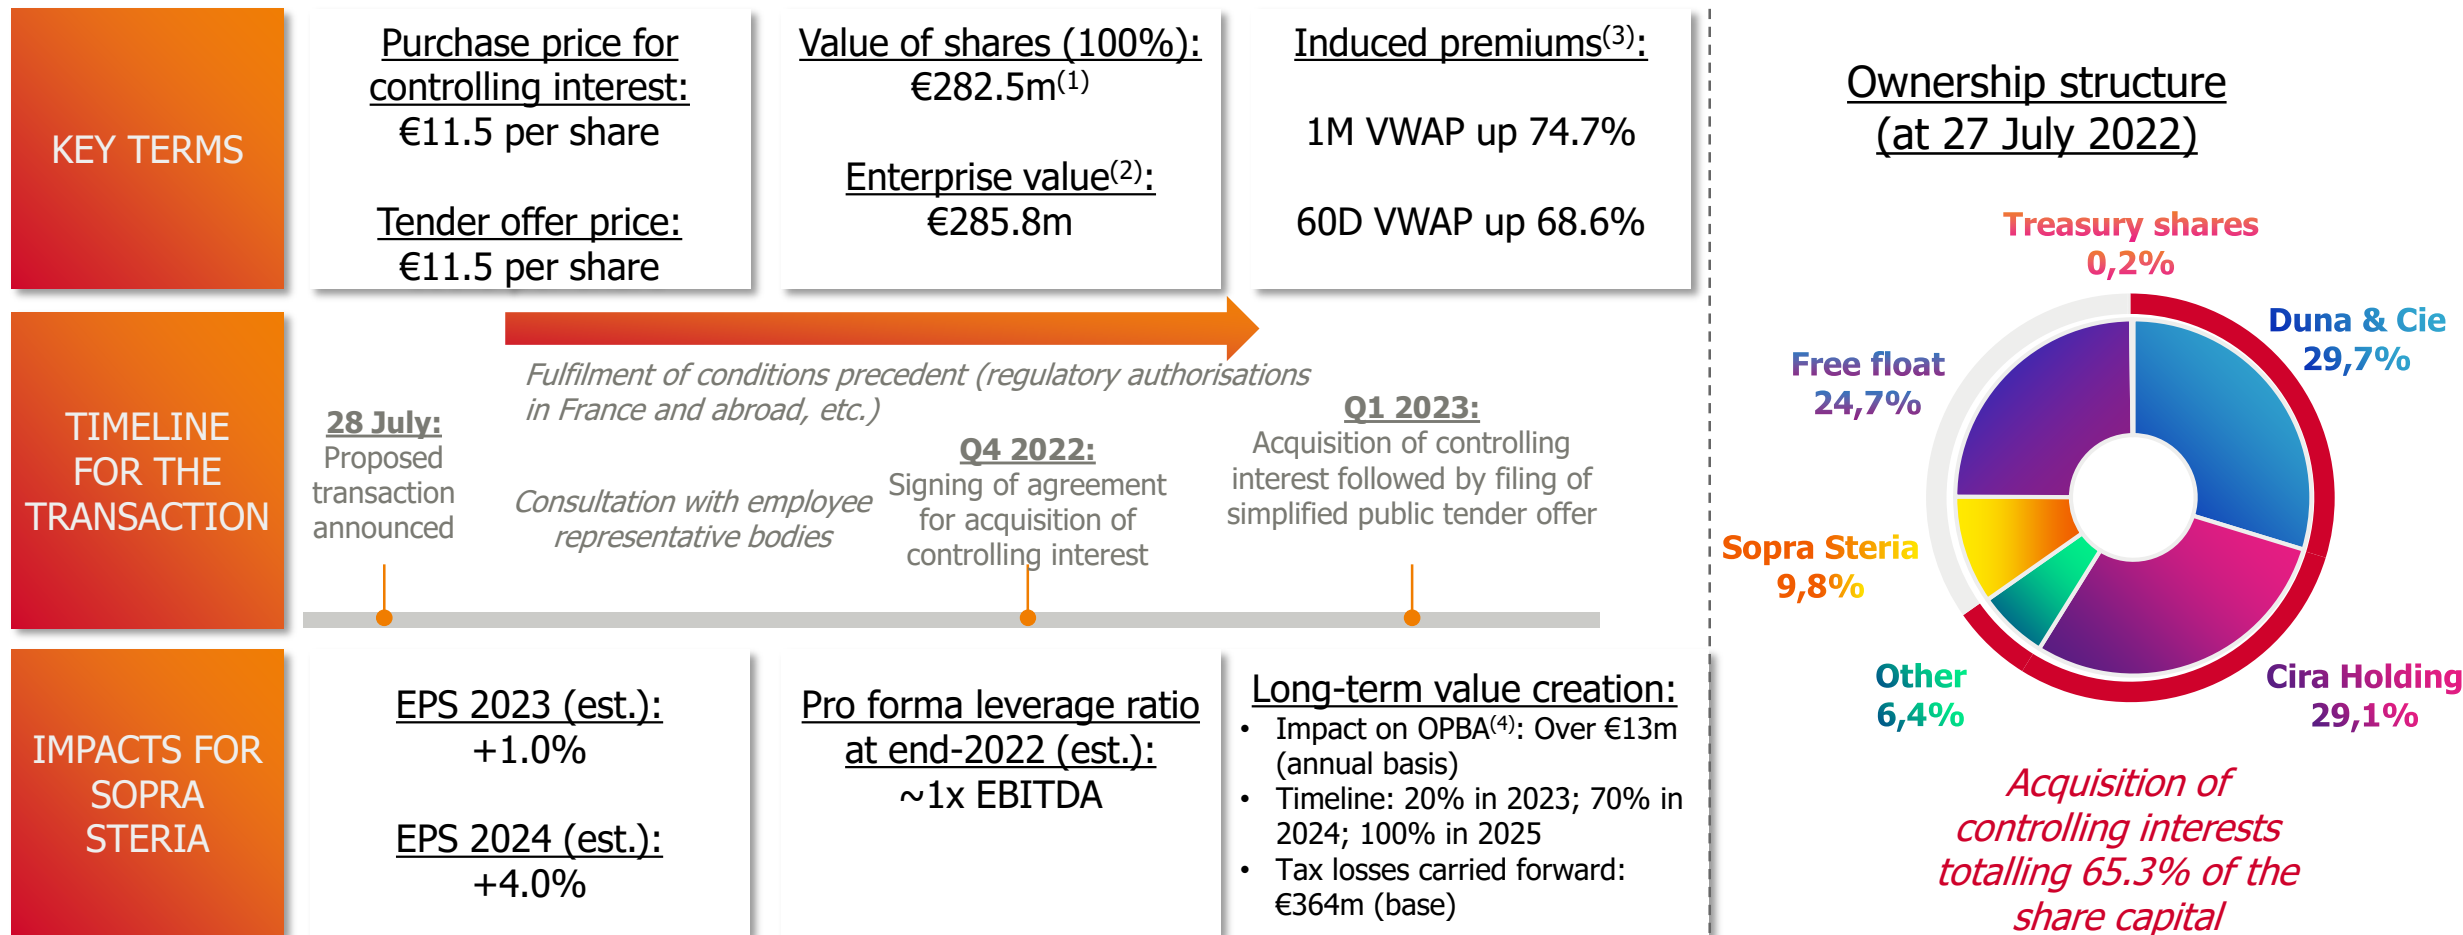 KEY TERMS
Purchase price for
controlling interest:
€11.5 per share
Tender offer price:
€11.5 per share
Value of shares (100%):
€282.5m(1)
Enterprise value(2):
€285.8m
Induced premiums(3):
1M VWAP up 74.7%
60D VWAP up 68.6%
TIMELINE
FOR THE
TRANSACTION
Fulfilment of conditions precedent (regulatory authorisations
in France and abroad, etc.)
28 July:
Proposed
transaction
announced
Consultation with employee
representative bodies
Q4 2022:
Signing of agreement
for acquisition of
controlling interest
Q1 2023:
Acquisition of controlling
interest followed by filing of
simplified public tender offer
IMPACTS FOR
SOPRA
STERIA
EPS 2023 (est.):
+1.0%
EPS 2024 (est.):
+4.0%
Pro forma leverage ratio
at end-2022 (est.):
~1x EBITDA
Long-term value creation:
• Impact on OPBA(4): Over €13m
(annual basis)
• Timeline: 20% in 2023; 70% in
2024; 100% in 2025
• Tax losses carried forward:
€364m (base)
Ownership structure
(at 27 July 2022)
Treasury shares
0,2%
Duna & Cie
29,7%
Free float
24,7%
Sopra Steria
9,8%
Other
6,4%
Cira Holding
29,1%
Acquisition of
controlling interests
totalling 65.3% of the
share capital